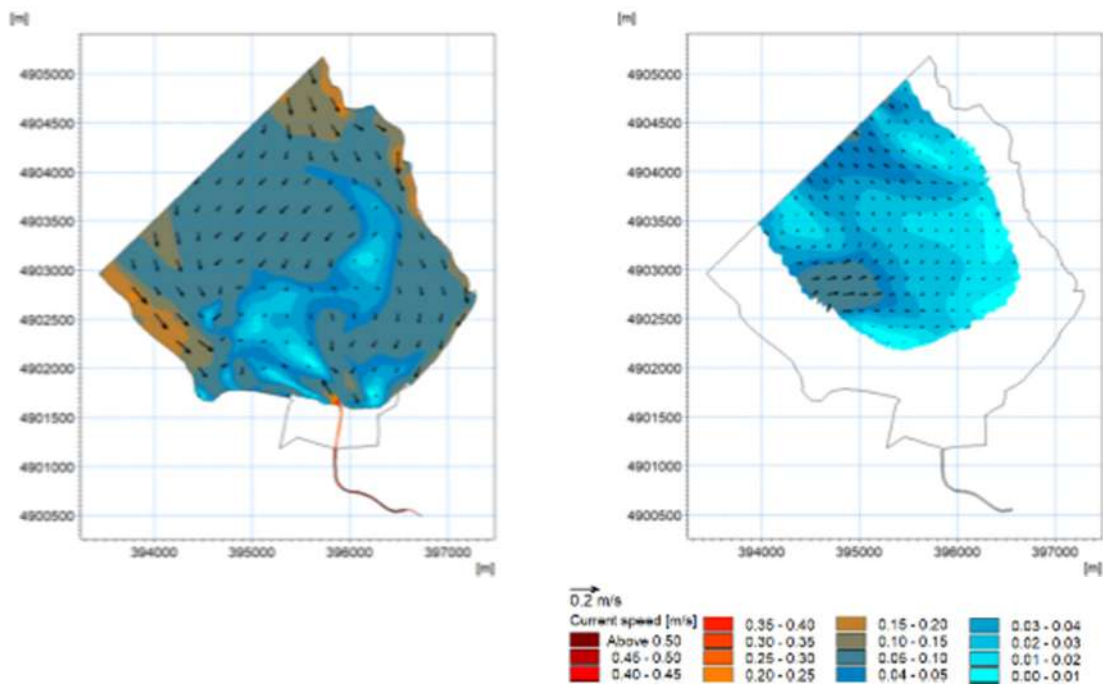 [m]
4905000
4904500
4904000
4903500
4903000
4902500
4902000
4901500
4901000
4900500
394000 395000 396000 397000
[m]
[m]
4905000
4904500
4904000
4903500
4903000
4902500
4902000
4901500
4901000
4900500
394000 395000 396000 397000
[m]
0.2 m/s
Current speed [m/s]
Above 0.50
0.45 - 0.50
0.40 - 0.45
0.35 - 0.40
0.30 - 0.35
0.25 - 0.30
0.20 - 0.25
0.15 - 0.20
0.10 - 0.15
0.05 - 0.10
0.04 - 0.05
0.03 - 0.04
0.02 - 0.03
0.01 - 0.02
0.00 - 0.01